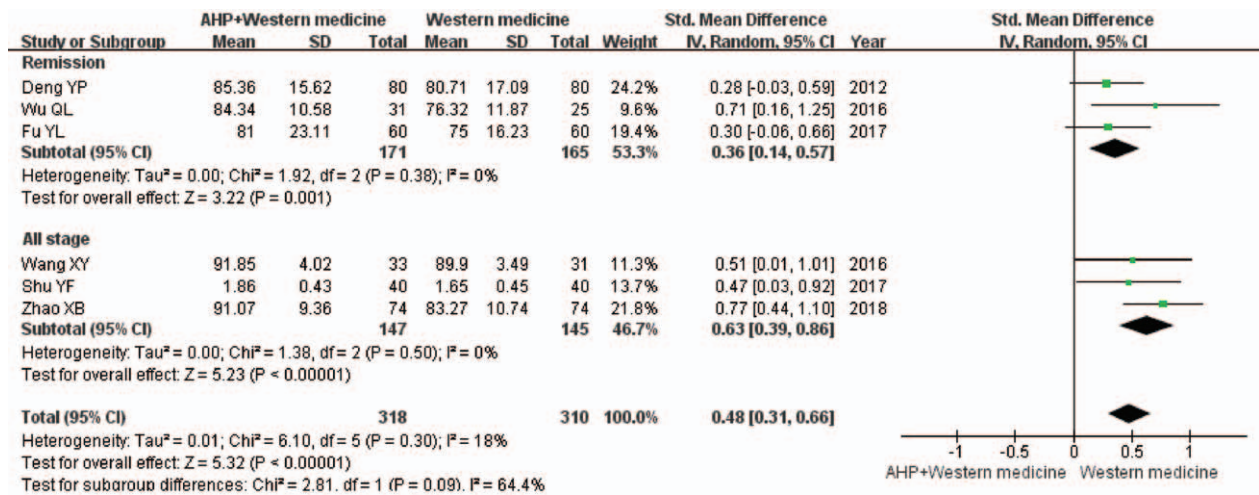 AHP+Western medicine Western medicine Std. Mean Difference Std. Mean Difference
Study or Subgroup Mean SD Total Mean SD Total Weight IV, Random, 95% CI Year IV, Random, 95% CI
Remission
Deng YP 85.36 15.62 80 80.71 17.09 80 24.2% 0.28 [-0.03, 0.59] 2012
Wu QL 84.34 10.58 31 76.32 11.87 25 9.6% 0.71 [0.16, 1.25] 2016
Fu YL 81 23.11 60 75 16.23 60 19.4% 0.30 [-0.06, 0.66] 2017
Subtotal (95% CI) 171 165 53.3% 0.36 [0.14, 0.57]
Heterogeneity: Tau² = 0.00; Chi² = 1.92, df = 2 (P = 0.38); I² = 0%
Test for overall effect: Z = 3.22 (P = 0.001)
All stage
Wang XY 91.85 4.02 33 89.9 3.49 31 11.3% 0.51 [0.01, 1.01] 2016
Shu YF 1.86 0.43 40 1.65 0.45 40 13.7% 0.47 [0.03, 0.92] 2017
Zhao XB 91.07 9.36 74 83.27 10.74 74 21.8% 0.77 [0.44, 1.10] 2018
Subtotal (95% CI) 147 145 46.7% 0.63 [0.39, 0.86]
Heterogeneity: Tau² = 0.00; Chi² = 1.38, df = 2 (P = 0.50); I² = 0%
Test for overall effect: Z = 5.23 (P < 0.00001)
Total (95% CI) 318 310 100.0% 0.48 [0.31, 0.66]
Heterogeneity: Tau² = 0.01; Chi² = 6.10, df = 5 (P = 0.30); I² = 18%
Test for overall effect: Z = 5.32 (P < 0.00001)
Test for subgroup differences: Chi² = 2.81, df = 1 (P = 0.09), I² = 64.4%
-1 -0.5 0 0.5 1
AHP+Western medicine Western medicine